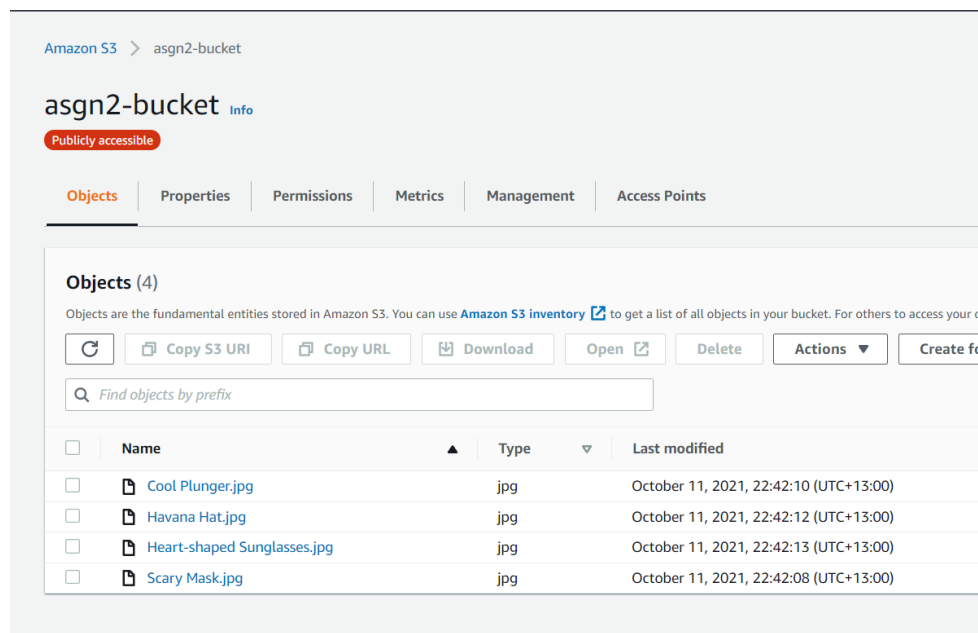 Amazon S3 > asgn2-bucket
asgn2-bucket Info
Publicly accessible
Objects Properties Permissions Metrics Management Access Points
Objects (4)
Objects are the fundamental entities stored in Amazon S3. You can use Amazon S3 inventory to get a list of all objects in your bucket. For others to access your
Copy S3 URI Copy URL Download Open Delete Actions Create
Find objects by prefix
Name Type Last modified
Cool Plunger.jpg jpg October 11, 2021, 22:42:10 (UTC+13:00)
Havana Hat.jpg jpg October 11, 2021, 22:42:12 (UTC+13:00)
Heart-shaped Sunglasses.jpg jpg October 11, 2021, 22:42:13 (UTC+13:00)
Scary Mask.jpg jpg October 11, 2021, 22:42:08 (UTC+13:00)